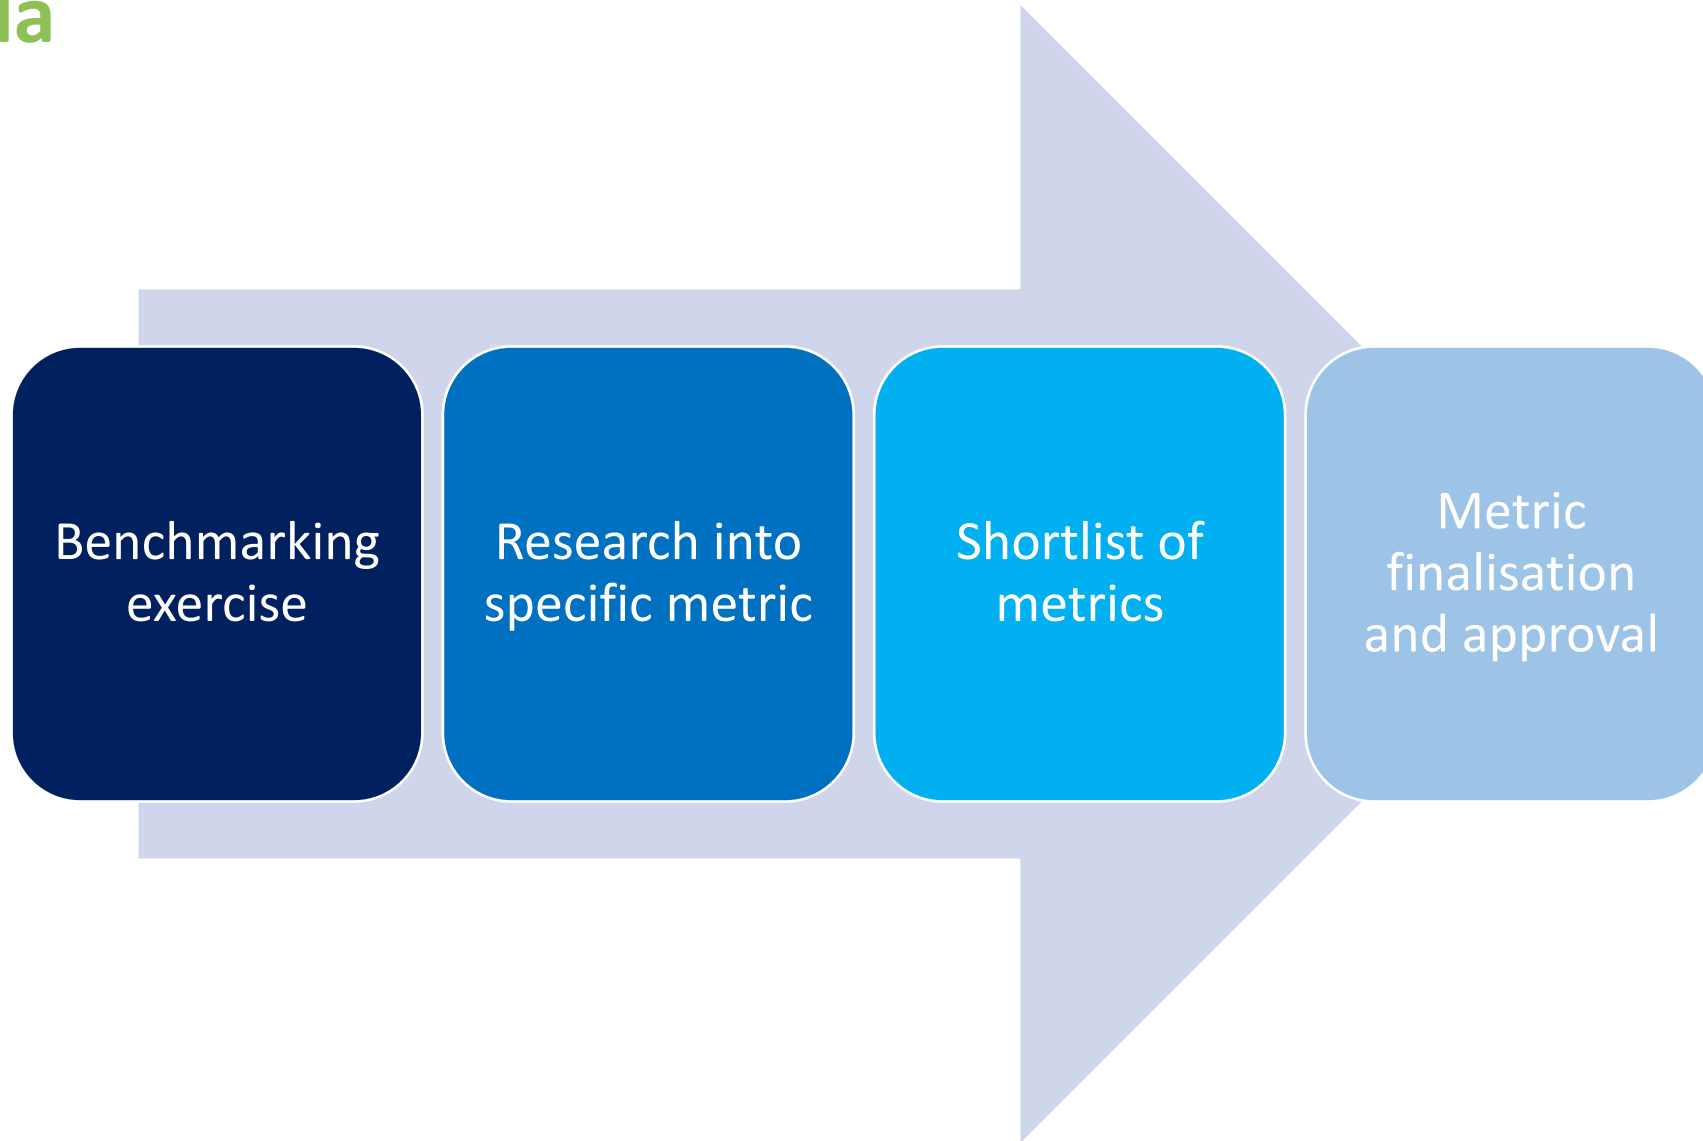 Benchmarking
exercise
Research into
specific metric
Shortlist of
metrics
Metric
finalisation
and approval